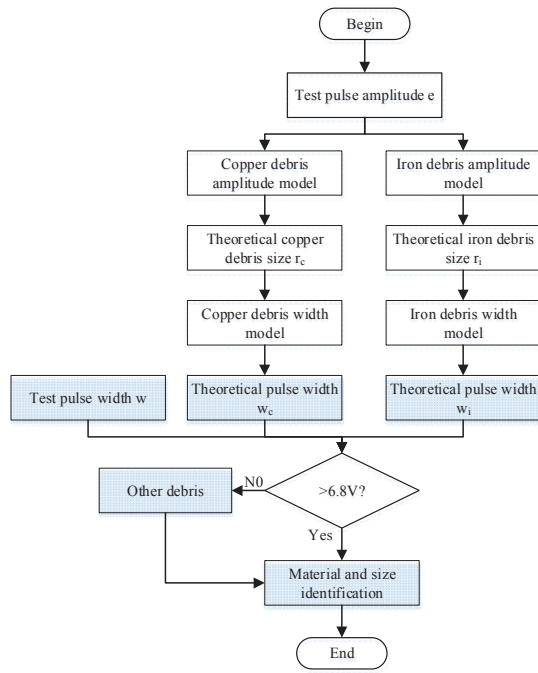 Begin
Test pulse amplitude e
Copper debris
amplitude model
Iron debris amplitude
model
Theoretical copper
debris size r_c
Theoretical iron debris
size r_i
Copper debris width
model
Iron debris width
model
Test pulse width w
Theoretical pulse width
w_c
Theoretical pulse width
w_i
Other debris
N0
>6.8V?
Yes
Material and size
identification
End